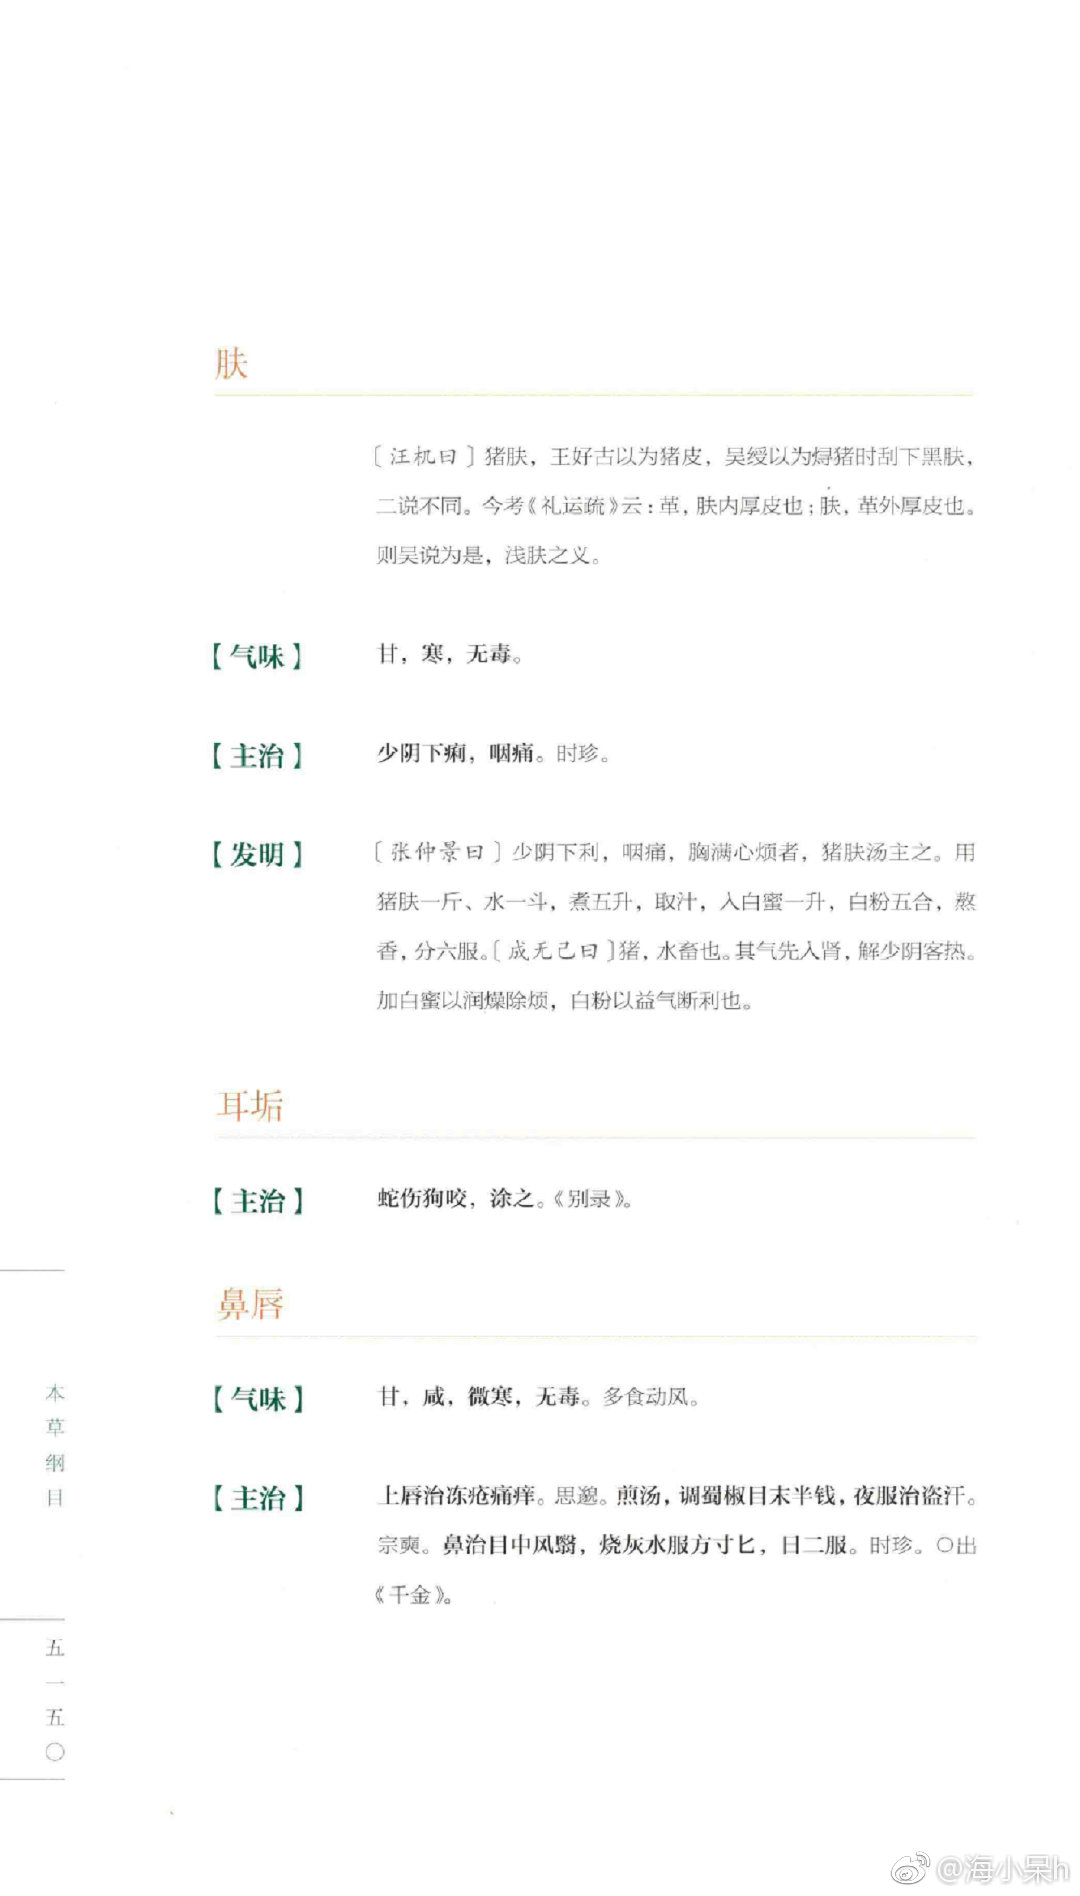 肤
［汪机曰］猪肤，王好古以为猪皮，吴绶以为燖猪时刮下黑肤，
二说不同。今考《礼运疏》云：革，肤内厚皮也；肤，革外厚皮也。
则吴说为是，浅肤之义。
【气味】 甘，寒，无毒。
【主治】 少阴下痢，咽痛。时珍。
【发明】 ［张仲景曰］少阴下利，咽痛，胸满心烦者，猪肤汤主之。用
猪肤一斤、水一斗，煮五升，取汁，入白蜜一升，白粉五合，熬
香，分六服。［成无己曰］猪，水畜也。其气先入肾，解少阴客热。
加白蜜以润燥除烦，白粉以益气断利也。
耳垢
【主治】 蛇伤狗咬，涂之。《别录》。
鼻唇
【气味】 甘，咸，微寒，无毒。多食动风。
【主治】 上唇治冻疮痛痒。思邈。煎汤，调蜀椒目末半钱，夜服治盗汗。
宗奭。鼻治目中风翳，烧灰水服方寸匕，日二服。时珍。〇出
《千金》。
本草纲目
五一五〇
@海小呆h